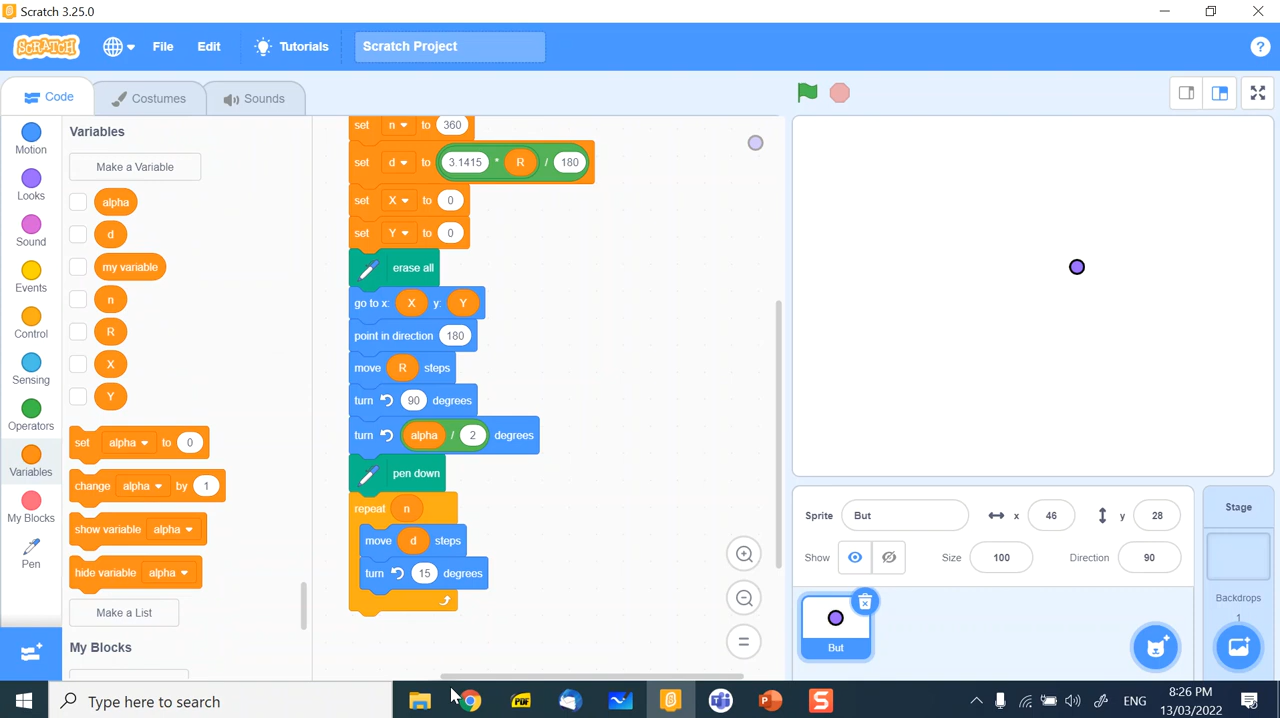 Scratch 3.25.0
SCRATCH
File
Edit
Tutorials
Scratch Project
?
Code
Costumes
Sounds
Motion
Looks
Sound
Events
Control
Sensing
Operators
Variables
My Blocks
Pen
Variables
Make a Variable
alpha
d
my variable
n
R
X
Y
set alpha to 0
change alpha by 1
show variable alpha
hide variable alpha
Make a List
My Blocks
set n to 360
set d to 3.1415 * R / 180
set X to 0
set Y to 0
erase all
go to x: X y: Y
point in direction 180
move R steps
turn 90 degrees
turn alpha / 2 degrees
pen down
repeat n
move d steps
turn 15 degrees
Sprite But x 46 y 28
Show Size 100 Direction 90
But
Stage
Backdrops
1
Type here to search
PDF
S
ENG
8:26 PM
13/03/2022